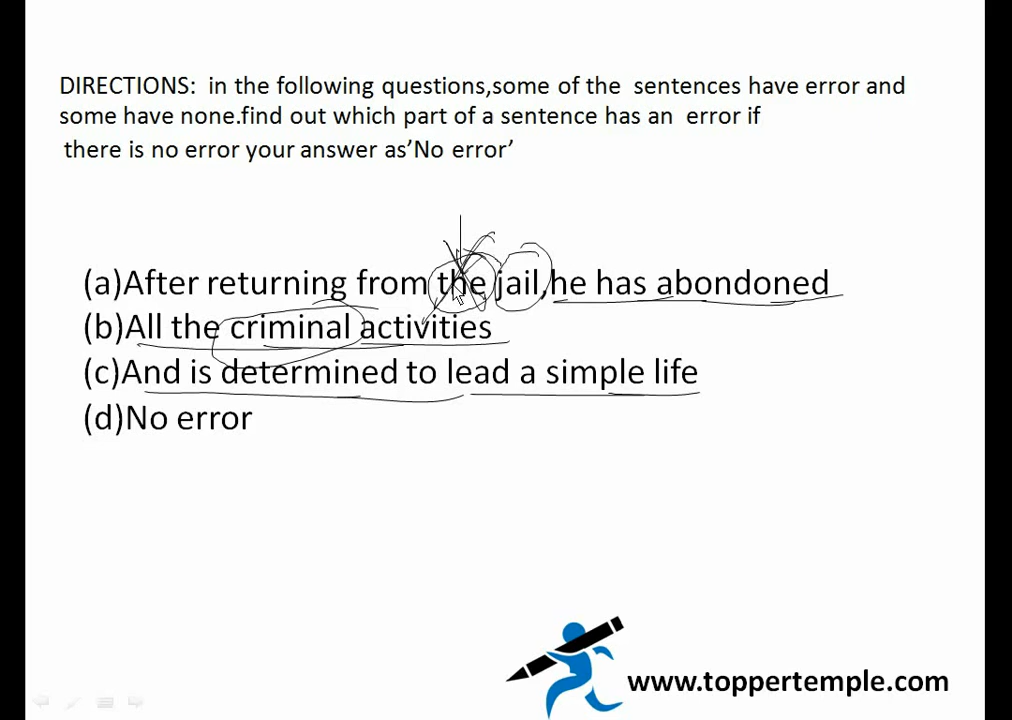 DIRECTIONS:  in the following questions,some of the  sentences have error and
some have none.find out which part of a sentence has an  error if
there is no error your answer as’No error’
(a)After returning from the jail,he has abondoned
(b)All the criminal activities
(c)And is determined to lead a simple life
(d)No error
www.toppertemple.com